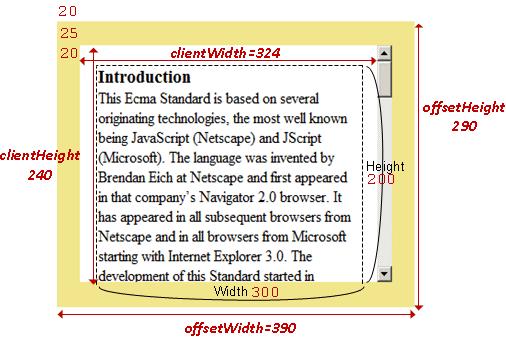 20
25
20
clientWidth=324
Introduction
This Ecma Standard is based on several
originating technologies, the most well known
being JavaScript (Netscape) and JScript
(Microsoft). The language was invented by
Brendan Eich at Netscape and first appeared
in that company's Navigator 2.0 browser. It
has appeared in all subsequent browsers from
Netscape and in all browsers from Microsoft
starting with Internet Explorer 3.0. The
development of this Standard started in
clientHeight
240
Height
200
offsetHeight
290
Width 300
offsetWidth=390